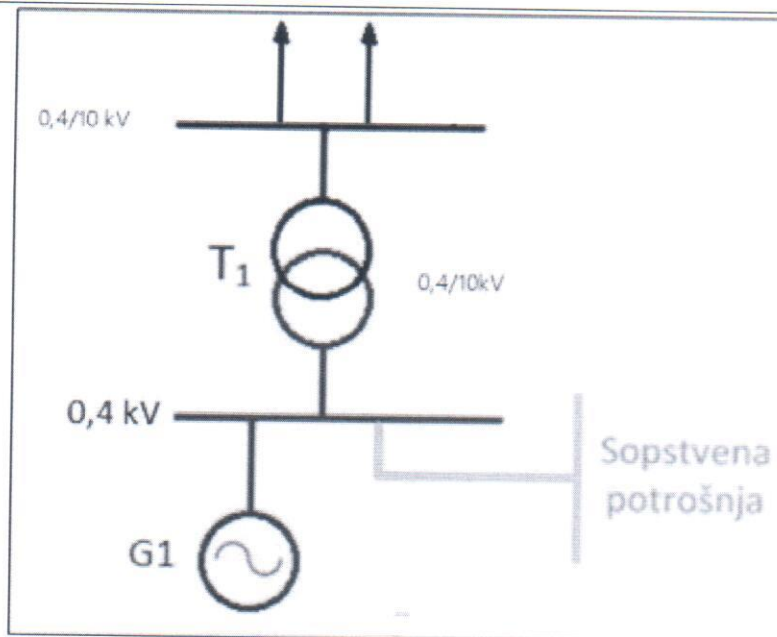 0,4/10 kV
T₁
0,4/10kV
0,4 kV
Sopstvena
potrošnja
G1